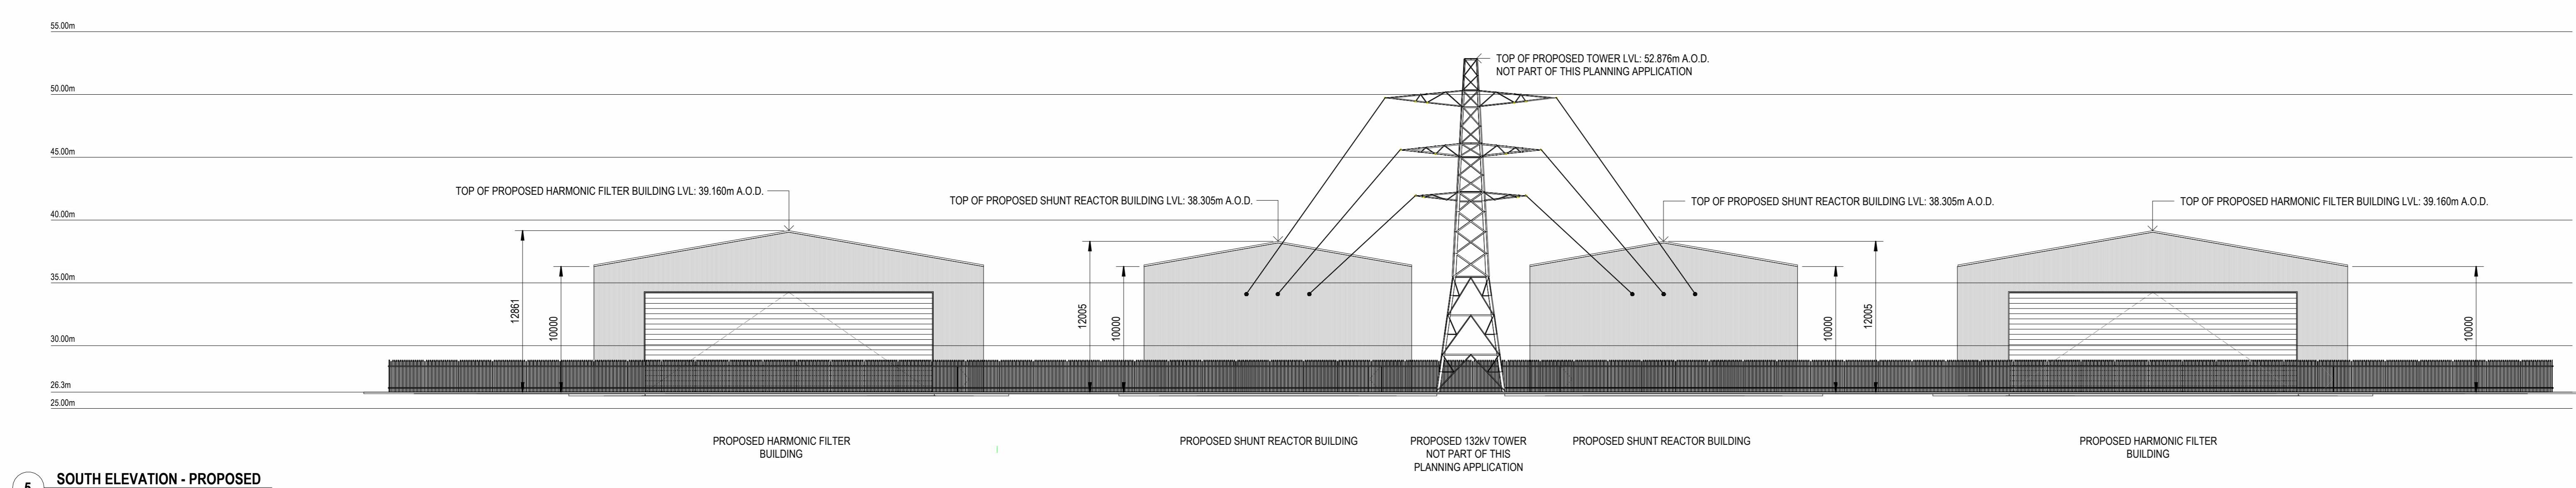 55.00m
TOP OF PROPOSED TOWER LVL: 52.876m A.O.D.
NOT PART OF THIS PLANNING APPLICATION
50.00m
45.00m
TOP OF PROPOSED HARMONIC FILTER BUILDING LVL: 39.160m A.O.D.
TOP OF PROPOSED SHUNT REACTOR BUILDING LVL: 38.305m A.O.D.
TOP OF PROPOSED SHUNT REACTOR BUILDING LVL: 38.305m A.O.D.
TOP OF PROPOSED HARMONIC FILTER BUILDING LVL: 39.160m A.O.D.
40.00m
35.00m
12861
10000
12005
10000
10000
12005
10000
30.00m
26.3m
25.00m
PROPOSED HARMONIC FILTER
BUILDING
PROPOSED SHUNT REACTOR BUILDING
PROPOSED 132kV TOWER
NOT PART OF THIS
PLANNING APPLICATION
PROPOSED SHUNT REACTOR BUILDING
PROPOSED HARMONIC FILTER
BUILDING
5
SOUTH ELEVATION - PROPOSED